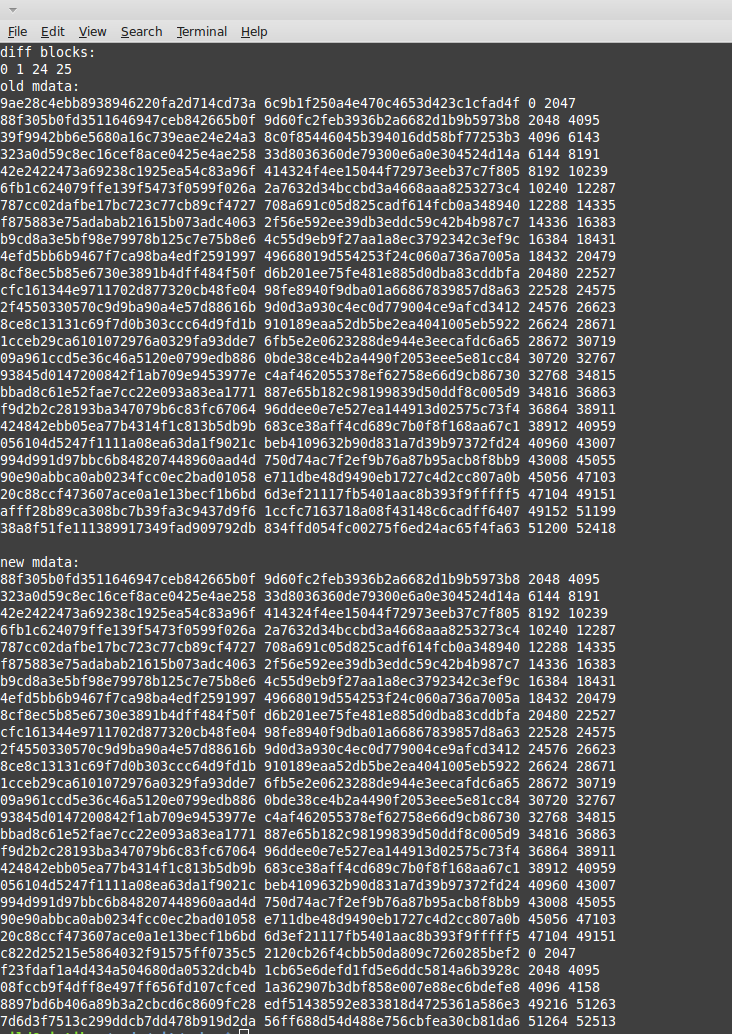 File Edit View Search Terminal Help
diff blocks:
0 1 24 25
old mdata:
9ae28c4ebb8938946220fa2d714cd73a 6c9b1f250a4e470c4653d423c1cfad4f 0 2047
88f305b0fd3511646947ceb842665b0f 9d60fc2feb3936b2a6682d1b9b5973b8 2048 4095
39f9942bb6e5680a16c739eae24e24a3 8c0f85446045b394016dd58bf77253b3 4096 6143
323a0d59c8ec16cef8ace0425e4ae258 33d8036360de79300e6a0e304524d14a 6144 8191
42e2422473a69238c1925ea54c83a96f 414324f4ee15044f72973eeb37c7f805 8192 10239
6fb1c624079ffe139f5473f0599f026a 2a7632d34bccbd3a4668aaa8253273c4 10240 12287
787cc02dafbe17bc723c77cb89cf4727 708a691c05d825cadf614fcb0a348940 12288 14335
f875883e75adabab21615b073adc4063 2f56e592ee39db3eddc59c42b4b987c7 14336 16383
b9cd8a3e5bf98e79978b125c7e75b8e6 4c55d9eb9f27aa1a8ec3792342c3ef9c 16384 18431
4efd5bb6b9467f7ca98ba4edf2591997 49668019d554253f24c060a736a7005a 18432 20479
8cf8ec5b85e6730e3891b4dff484f50f d6b201ee75fe481e885d0dba83cddbfa 20480 22527
cfc161344e9711702d877320cb48fe04 98fe8940f9dba01a66867839857d8a63 22528 24575
2f4550330570c9d9ba90a4e57d88616b 9d0d3a930c4ec0d779004ce9afcd3412 24576 26623
8ce8c13131c69f7d0b303ccc64d9fd1b 910189eaa52db5be2ea4041005eb5922 26624 28671
1cceb29ca6101072976a0329fa93dde7 6fb5e2e0623288de944e3eecafdc6a65 28672 30719
09a961ccd5e36c46a5120e0799edb886 0bde38ce4b2a4490f2053eee5e81cc84 30720 32767
93845d0147200842f1ab709e9453977e c4af462055378ef62758e66d9cb86730 32768 34815
bbad8c61e52fae7cc22e093a83ea1771 887e65b182c98199839d50ddf8c005d9 34816 36863
f9d2b2c28193ba347079b6c83fc67064 96ddee0e7e527ea144913d02575c73f4 36864 38911
424842ebb05ea77b4314f1c813b5db9b 683ce38aff4cd689c7b0f8f168aa67c1 38912 40959
056104d5247f1111a08ea63da1f9021c beb4109632b90d831a7d39b97372fd24 40960 43007
994d991d97bbc6b848207448960aad4d 750d74ac7f2ef9b76a87b95acb8f8bb9 43008 45055
90e90abbca0ab0234fcc0ec2bad01058 e711dbe48d9490eb1727c4d2cc807a0b 45056 47103
20c88ccf473607ace0a1e13becf1b6bd 6d3ef21117fb5401aac8b393f9fffff5 47104 49151
afff28b89ca308bc7b39fa3c9437d9f6 1ccfc7163718a08f43148c6cadff6407 49152 51199
38a8f51fe111389917349fad909792db 834ffd054fc00275f6ed24ac65f4fa63 51200 52418
new mdata:
88f305b0fd3511646947ceb842665b0f 9d60fc2feb3936b2a6682d1b9b5973b8 2048 4095
323a0d59c8ec16cef8ace0425e4ae258 33d8036360de79300e6a0e304524d14a 6144 8191
42e2422473a69238c1925ea54c83a96f 414324f4ee15044f72973eeb37c7f805 8192 10239
6fb1c624079ffe139f5473f0599f026a 2a7632d34bccbd3a4668aaa8253273c4 10240 12287
787cc02dafbe17bc723c77cb89cf4727 708a691c05d825cadf614fcb0a348940 12288 14335
f875883e75adabab21615b073adc4063 2f56e592ee39db3eddc59c42b4b987c7 14336 16383
b9cd8a3e5bf98e79978b125c7e75b8e6 4c55d9eb9f27aa1a8ec3792342c3ef9c 16384 18431
4efd5bb6b9467f7ca98ba4edf2591997 49668019d554253f24c060a736a7005a 18432 20479
8cf8ec5b85e6730e3891b4dff484f50f d6b201ee75fe481e885d0dba83cddbfa 20480 22527
cfc161344e9711702d877320cb48fe04 98fe8940f9dba01a66867839857d8a63 22528 24575
2f4550330570c9d9ba90a4e57d88616b 9d0d3a930c4ec0d779004ce9afcd3412 24576 26623
8ce8c13131c69f7d0b303ccc64d9fd1b 910189eaa52db5be2ea4041005eb5922 26624 28671
1cceb29ca6101072976a0329fa93dde7 6fb5e2e0623288de944e3eecafdc6a65 28672 30719
09a961ccd5e36c46a5120e0799edb886 0bde38ce4b2a4490f2053eee5e81cc84 30720 32767
93845d0147200842f1ab709e9453977e c4af462055378ef62758e66d9cb86730 32768 34815
bbad8c61e52fae7cc22e093a83ea1771 887e65b182c98199839d50ddf8c005d9 34816 36863
f9d2b2c28193ba347079b6c83fc67064 96ddee0e7e527ea144913d02575c73f4 36864 38911
424842ebb05ea77b4314f1c813b5db9b 683ce38aff4cd689c7b0f8f168aa67c1 38912 40959
056104d5247f1111a08ea63da1f9021c beb4109632b90d831a7d39b97372fd24 40960 43007
994d991d97bbc6b848207448960aad4d 750d74ac7f2ef9b76a87b95acb8f8bb9 43008 45055
90e90abbca0ab0234fcc0ec2bad01058 e711dbe48d9490eb1727c4d2cc807a0b 45056 47103
20c88ccf473607ace0a1e13becf1b6bd 6d3ef21117fb5401aac8b393f9fffff5 47104 49151
c822d25215e5864032f91575ff0735c5 2120cb26f4cbb50da809c7260285bef2 0 2047
f23fdaf1a4d434a504680da0532dcb4b 1cb65e6defd1fd5e6ddc5814a6b3928c 2048 4095
08fccb9f4dff8e497ff656fd107cfced 1a362907b3dbf858e007e88ec6bdefe8 4096 4158
8897bd6b406a89b3a2cbcd6c8609fc28 edf51438592e833818d4725361a586e3 49216 51263
7d6d3f7513c299ddcb7dd478b919d2da 56ff688d54d488e756cbfea30cb81da6 51264 52513